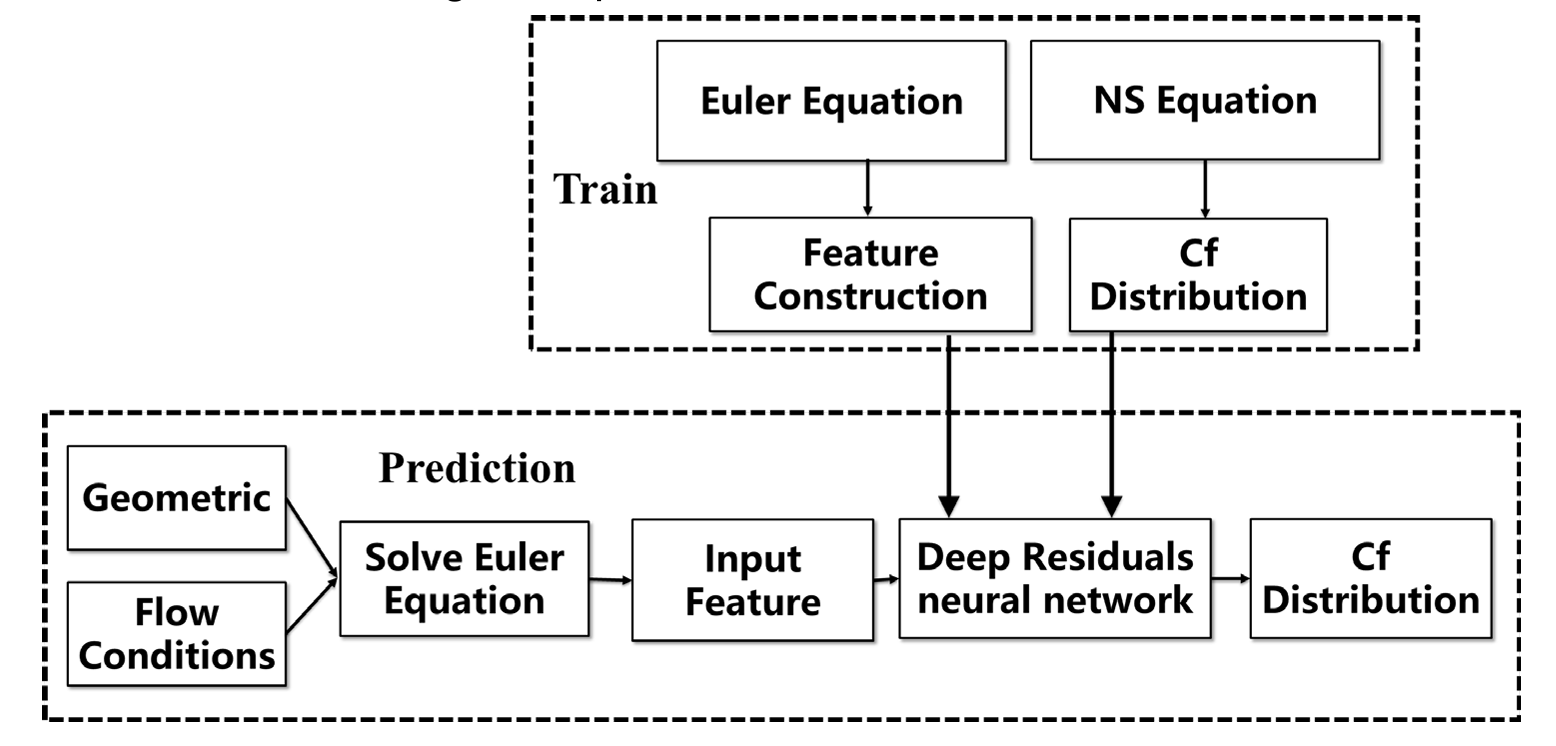 Euler Equation
NS Equation
Train
Feature
Construction
Cf
Distribution
Prediction
Geometric
Flow
Conditions
Solve Euler
Equation
Input
Feature
Deep Residuals
neural network
Cf
Distribution